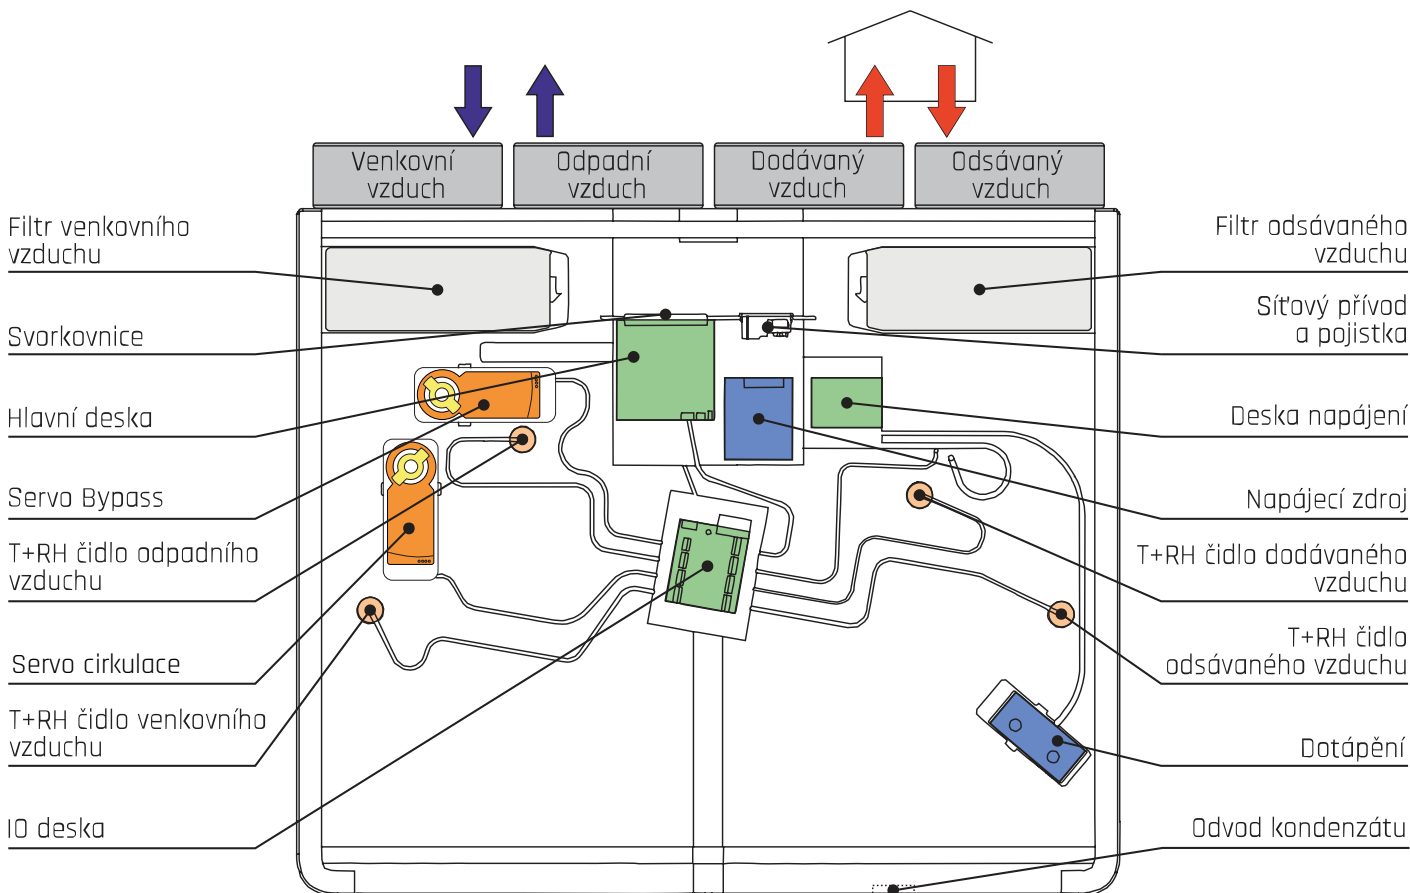 Venkovní
vzduch
Odpadní
vzduch
Dodávaný
vzduch
Odsávaný
vzduch
Filtr venkovního
vzduchu
Svorkovnice
Hlavní deska
Servo Bypass
T+RH čidlo odpadního
vzduchu
Servo cirkulace
T+RH čidlo venkovního
vzduchu
IO deska
Filtr odsávaného
vzduchu
Síťový přívod
a pojistka
Deska napájení
Napájecí zdroj
T+RH čidlo dodávaného
vzduchu
T+RH čidlo
odsávaného vzduchu
Dotápění
Odvod kondenzátu